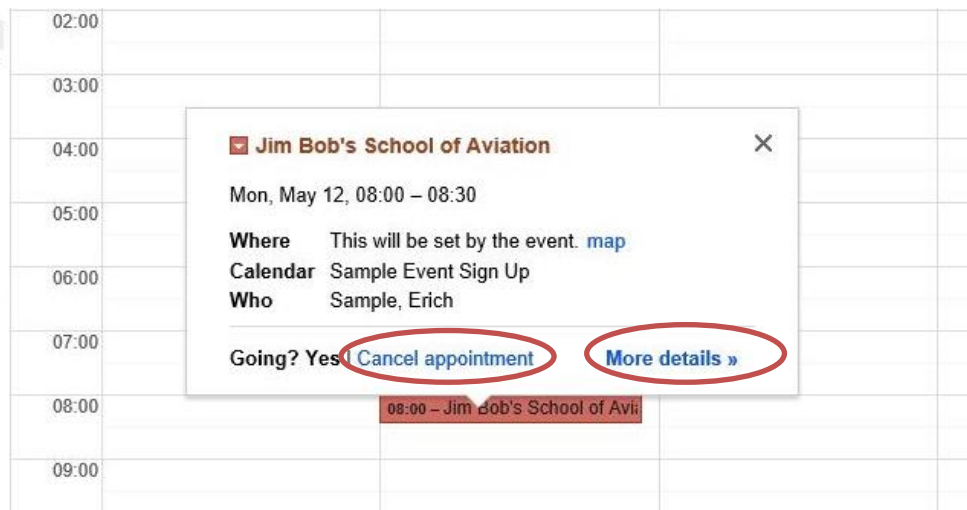 02:00
03:00
04:00
Jim Bob's School of Aviation
Mon, May 12, 08:00 – 08:30
05:00
Where This will be set by the event. map
06:00
Calendar Sample Event Sign Up
Who Sample, Erich
07:00
Going? Yes | Cancel appointment More details »
08:00
08:00 – Jim Bob's School of Avia
09:00